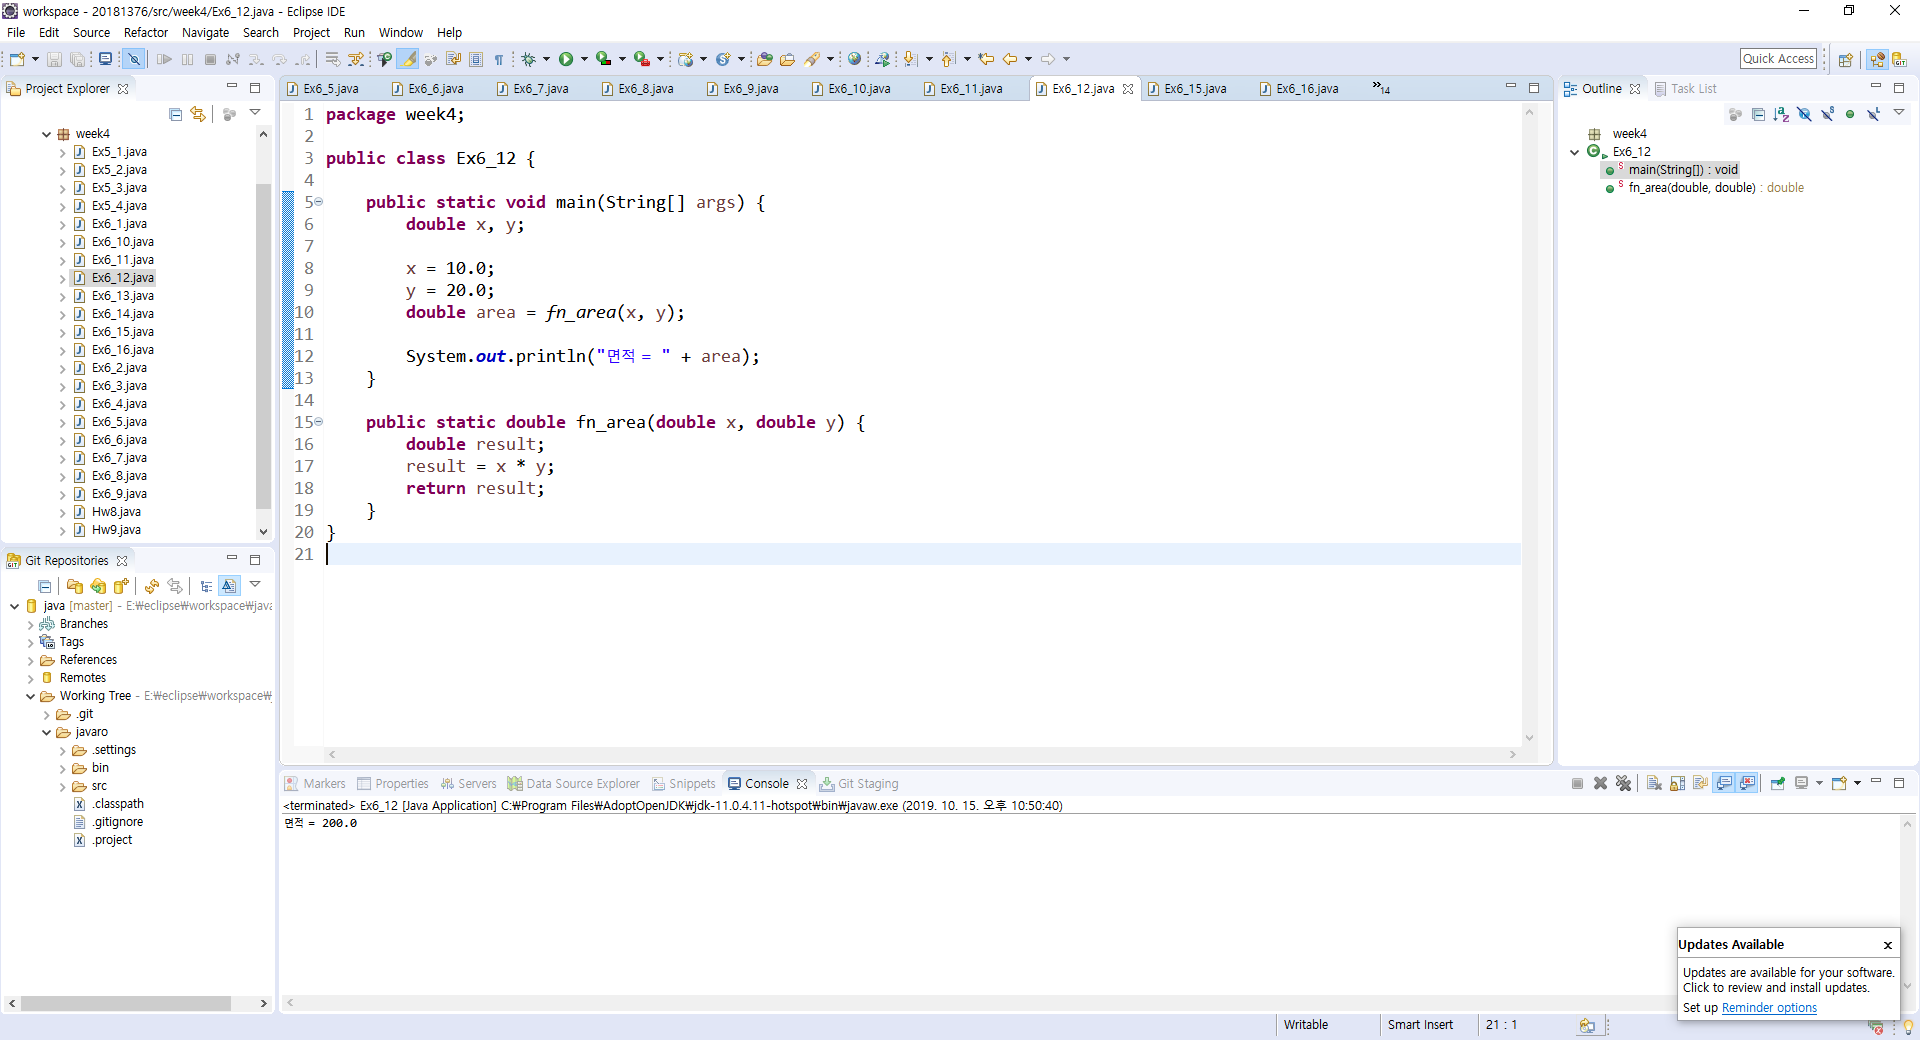 workspace - 20181376/src/week4/Ex6_12.java - Eclipse IDE
File Edit Source Refactor Navigate Search Project Run Window Help
Quick Access
Project Explorer
week4
Ex5_1.java
Ex5_2.java
Ex5_3.java
Ex5_4.java
Ex6_1.java
Ex6_10.java
Ex6_11.java
Ex6_12.java
Ex6_13.java
Ex6_14.java
Ex6_15.java
Ex6_16.java
Ex6_2.java
Ex6_3.java
Ex6_4.java
Ex6_5.java
Ex6_6.java
Ex6_7.java
Ex6_8.java
Ex6_9.java
Hw8.java
Hw9.java
Git Repositories
java [master] - E:₩eclipse₩workspace₩java
Branches
Tags
References
Remotes
Working Tree - E:₩eclipse₩workspace₩
.git
javaro
.settings
bin
src
.classpath
.gitignore
.project
Ex6_5.java Ex6_6.java Ex6_7.java Ex6_8.java Ex6_9.java Ex6_10.java Ex6_11.java Ex6_12.java Ex6_15.java Ex6_16.java »14
1 package week4;
2
3 public class Ex6_12 {
4
5 public static void main(String[] args) {
6 double x, y;
7
8 x = 10.0;
9 y = 20.0;
10 double area = fn_area(x, y);
11
12 System.out.println("면적 = " + area);
13 }
14
15 public static double fn_area(double x, double y) {
16 double result;
17 result = x * y;
18 return result;
19 }
20 }
21
Outline Task List
week4
Ex6_12
main(String[]) : void
fn_area(double, double) : double
Markers Properties Servers Data Source Explorer Snippets Console Git Staging
<terminated> Ex6_12 [Java Application] C:₩Program Files₩AdoptOpenJDK₩jdk-11.0.4.11-hotspot₩bin₩javaw.exe (2019. 10. 15. 오후 10:50:40)
면적 = 200.0
Updates Available
Updates are available for your software.
Click to review and install updates.
Set up Reminder options
Writable Smart Insert 21 : 1